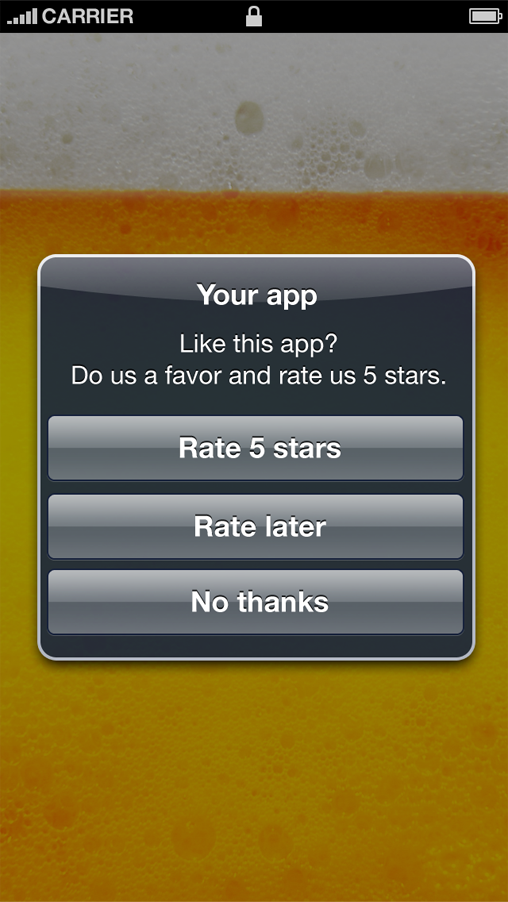 CARRIER
Your app
Like this app?
Do us a favor and rate us 5 stars.
Rate 5 stars
Rate later
No thanks